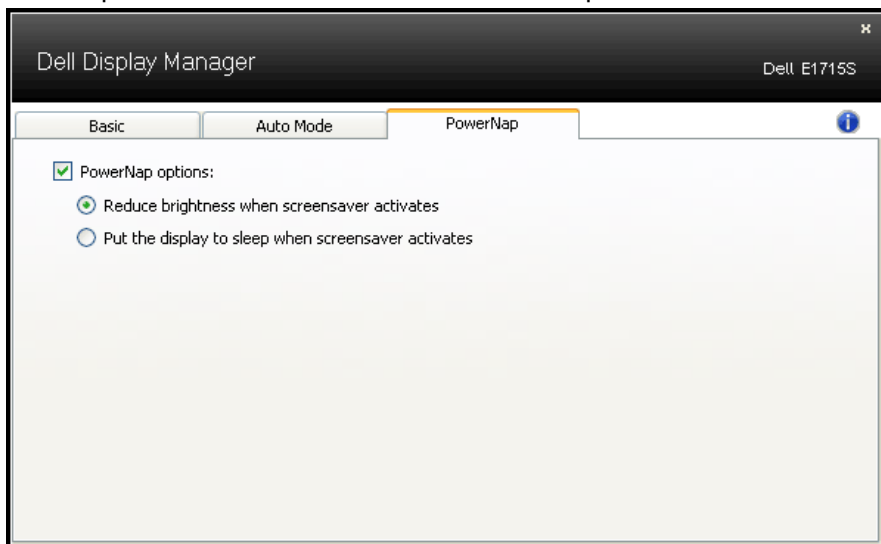 Dell Display Manager
Dell E1715S
Basic
Auto Mode
PowerNap
PowerNap options:
Reduce brightness when screensaver activates
Put the display to sleep when screensaver activates